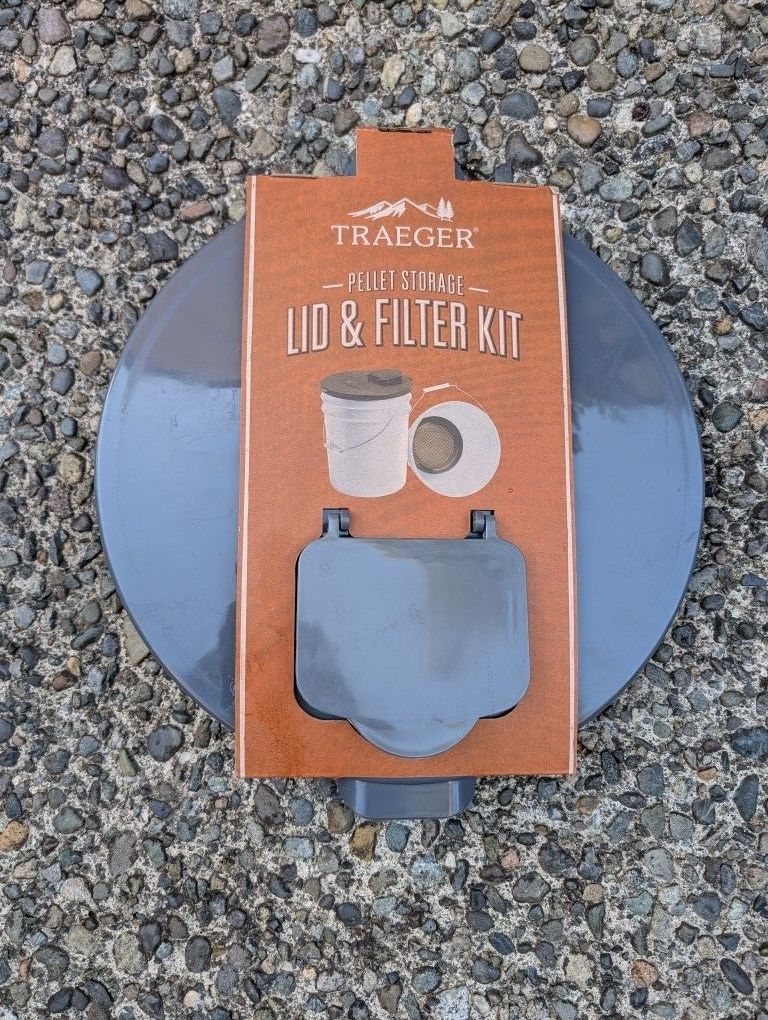 TRAEGER®
PELLET STORAGE
LID & FILTER KIT